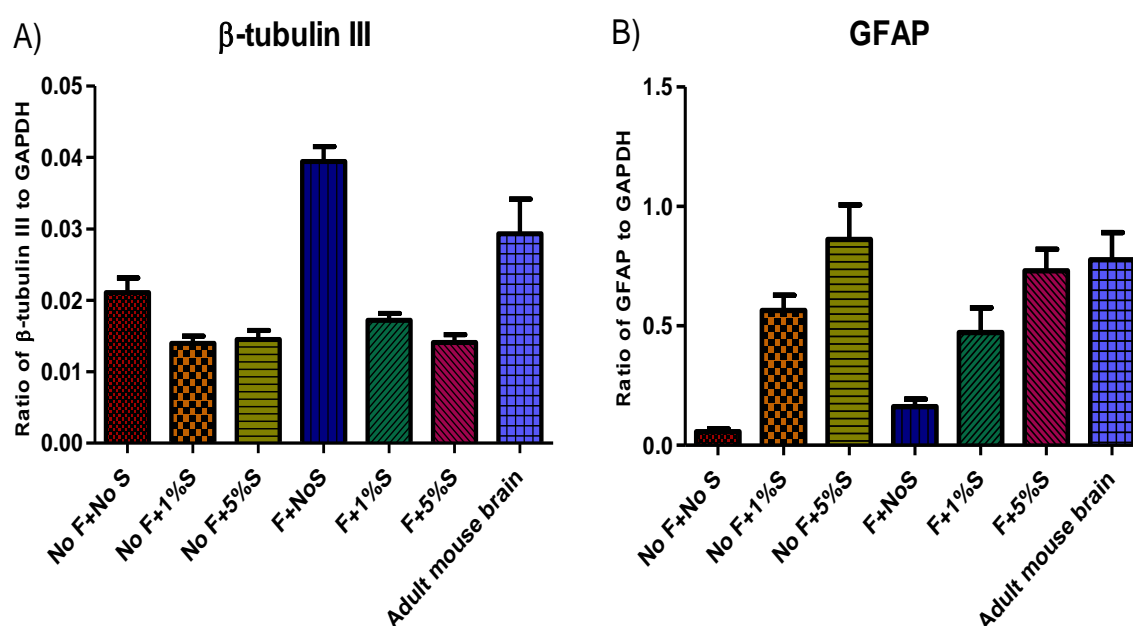 A)
β-tubulin III
Ratio of β-tubulin III to GAPDH
0.05
0.04
0.03
0.02
0.01
0.00
No F+No S
No F+1%S
No F+5%S
F+NoS
F+1%S
F+5%S
Adult mouse brain
B)
GFAP
Ratio of GFAP to GAPDH
1.5
1.0
0.5
0.0
No F+No S
No F+1%S
No F+5%S
F+NoS
F+1%S
F+5%S
Adult mouse brain